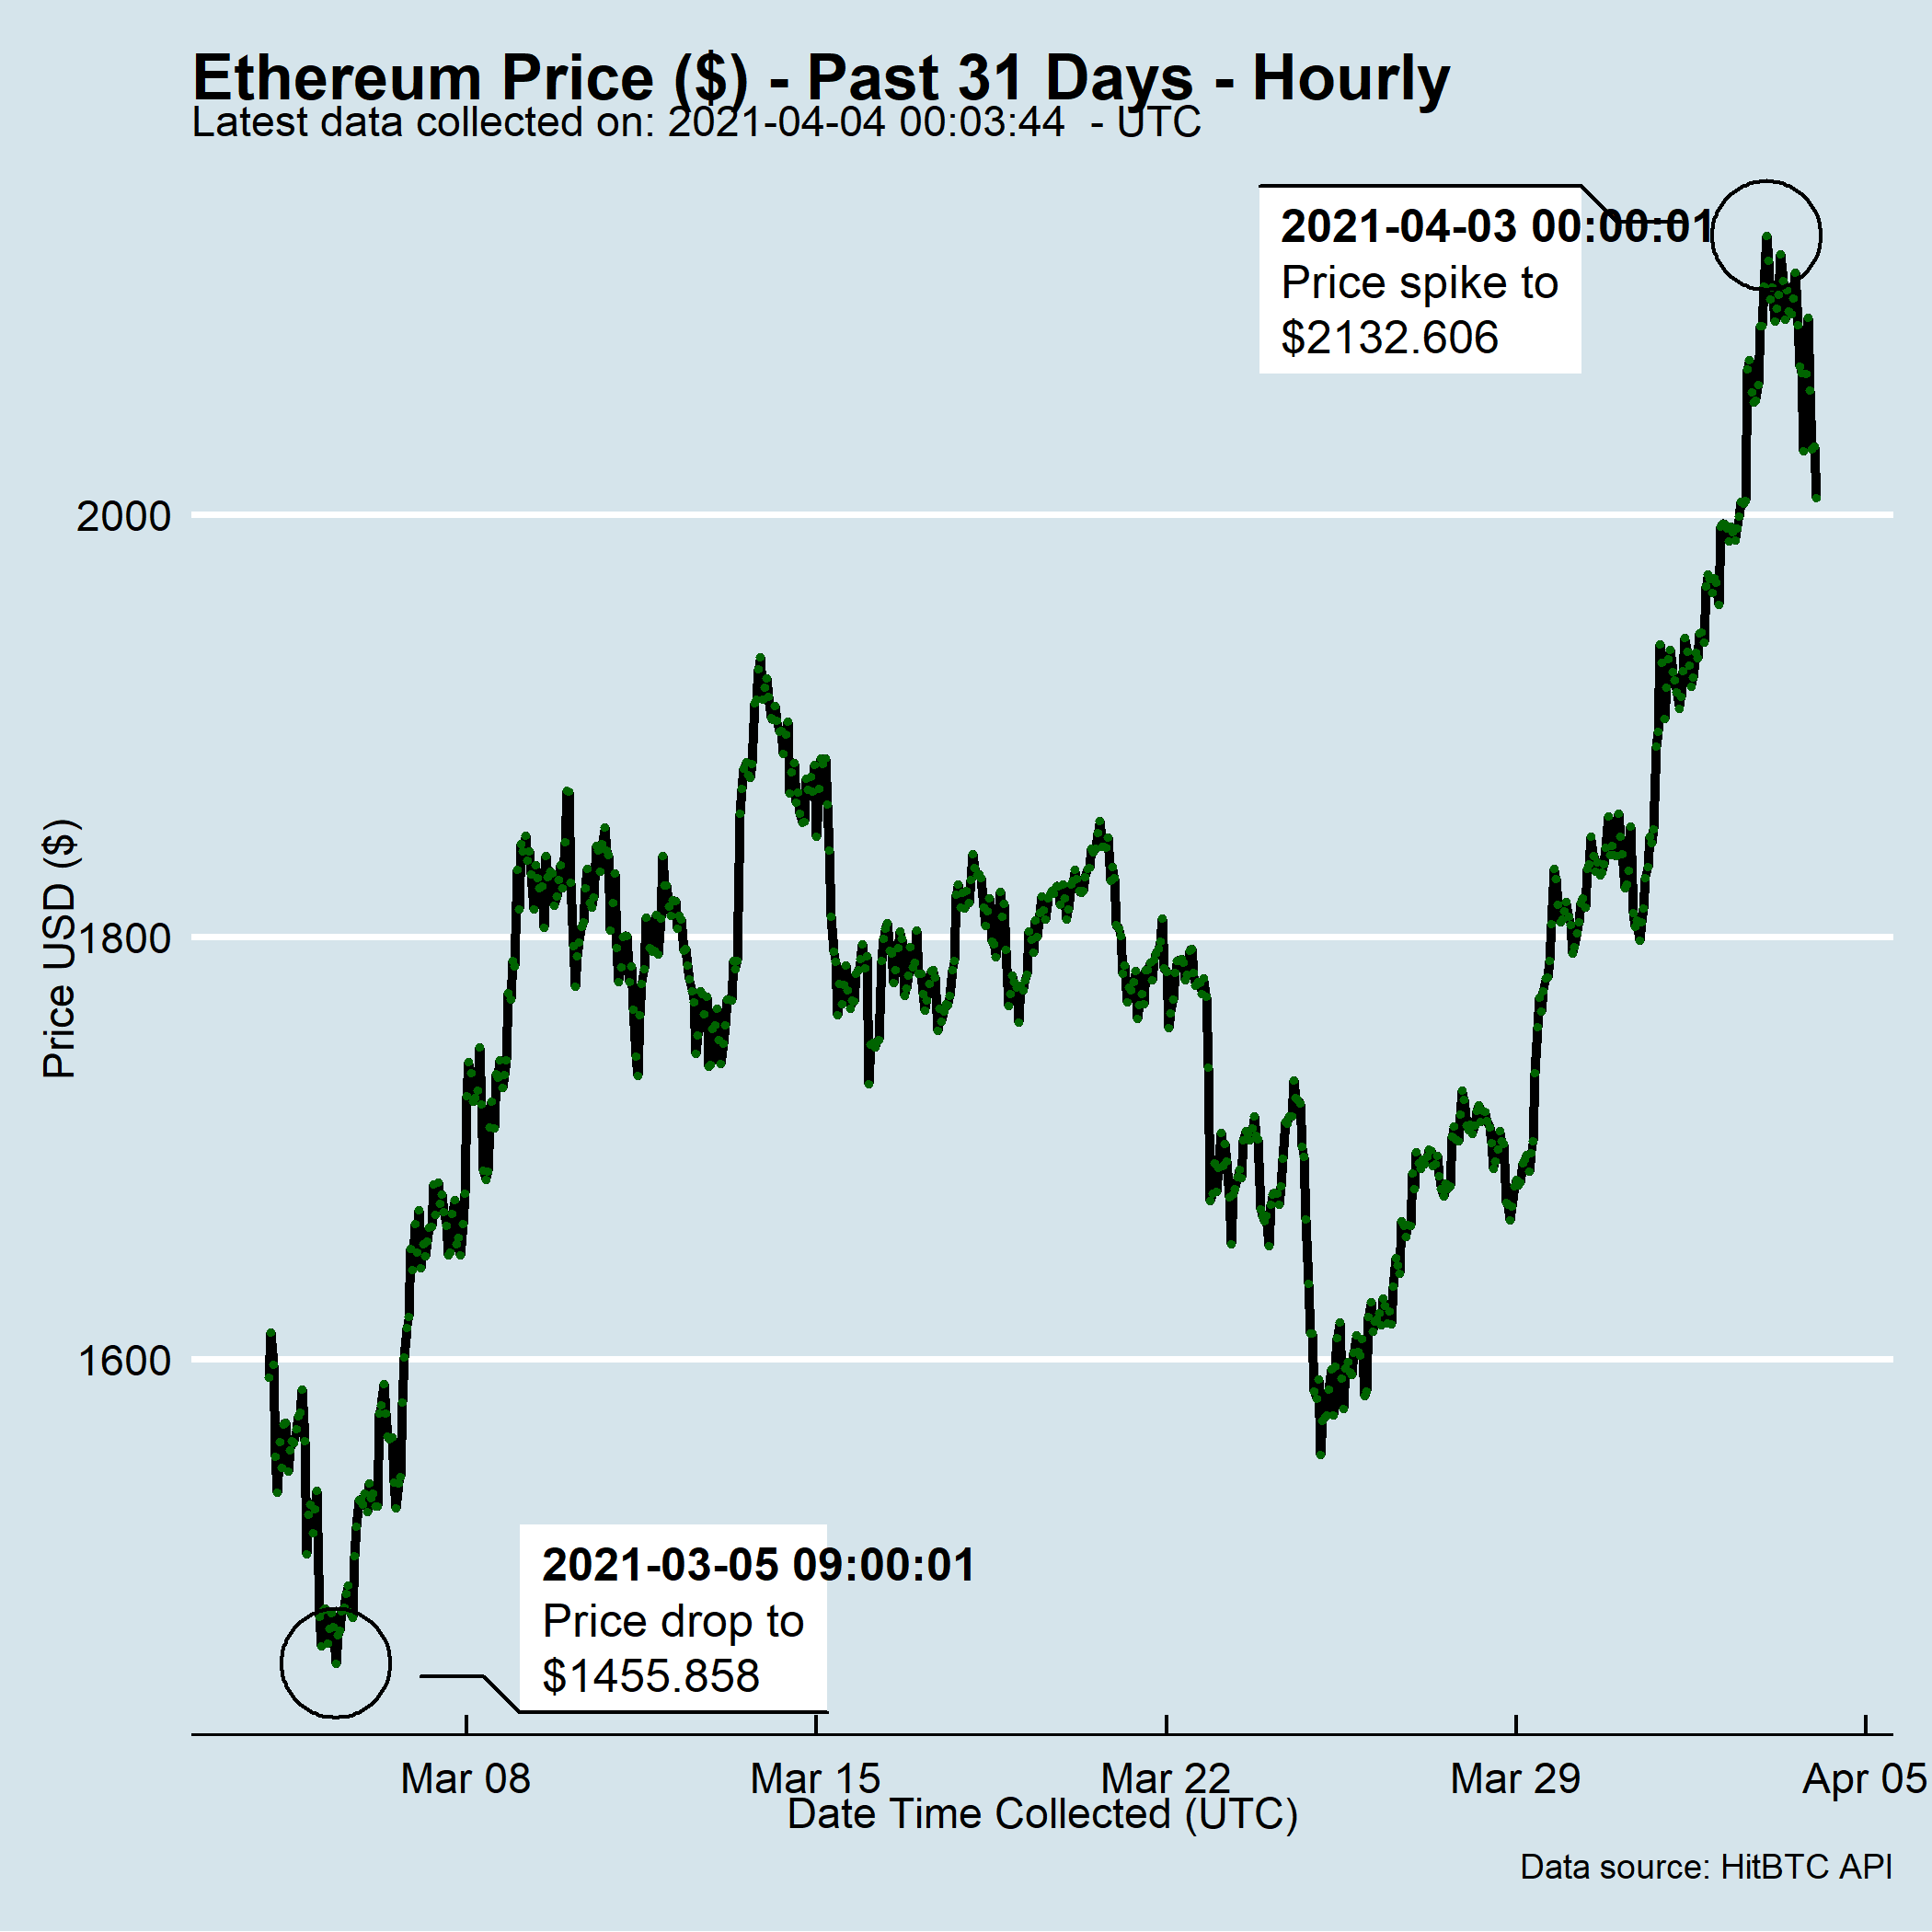 Ethereum Price ($) - Past 31 Days - Hourly
Latest data collected on: 2021-04-04 00:03:44  - UTC
2021-04-03 00:00:01
Price spike to
$2132.606
2000
1800
1600
Price USD ($)
2021-03-05 09:00:01
Price drop to
$1455.858
Mar 08
Mar 15
Mar 22
Mar 29
Apr 05
Date Time Collected (UTC)
Data source: HitBTC API